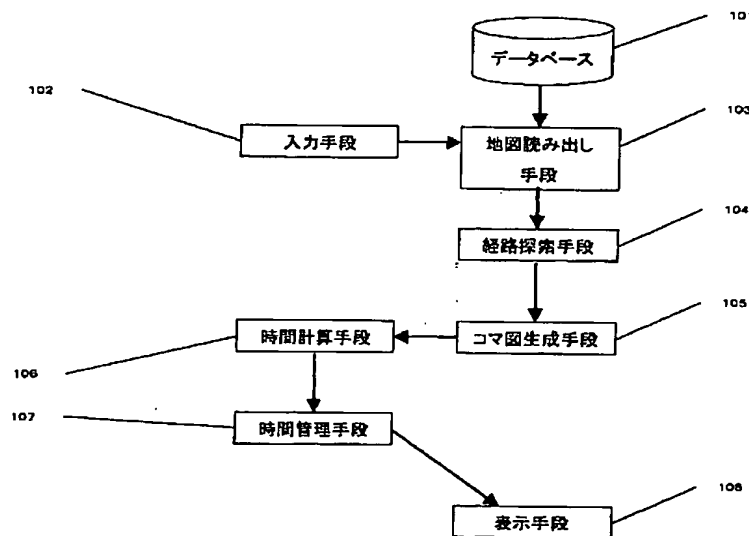 101
データベース
102
103
入力手段
地図読み出し
手段
104
経路探索手段
105
時間計算手段
コマ図生成手段
106
107
時間管理手段
108
表示手段